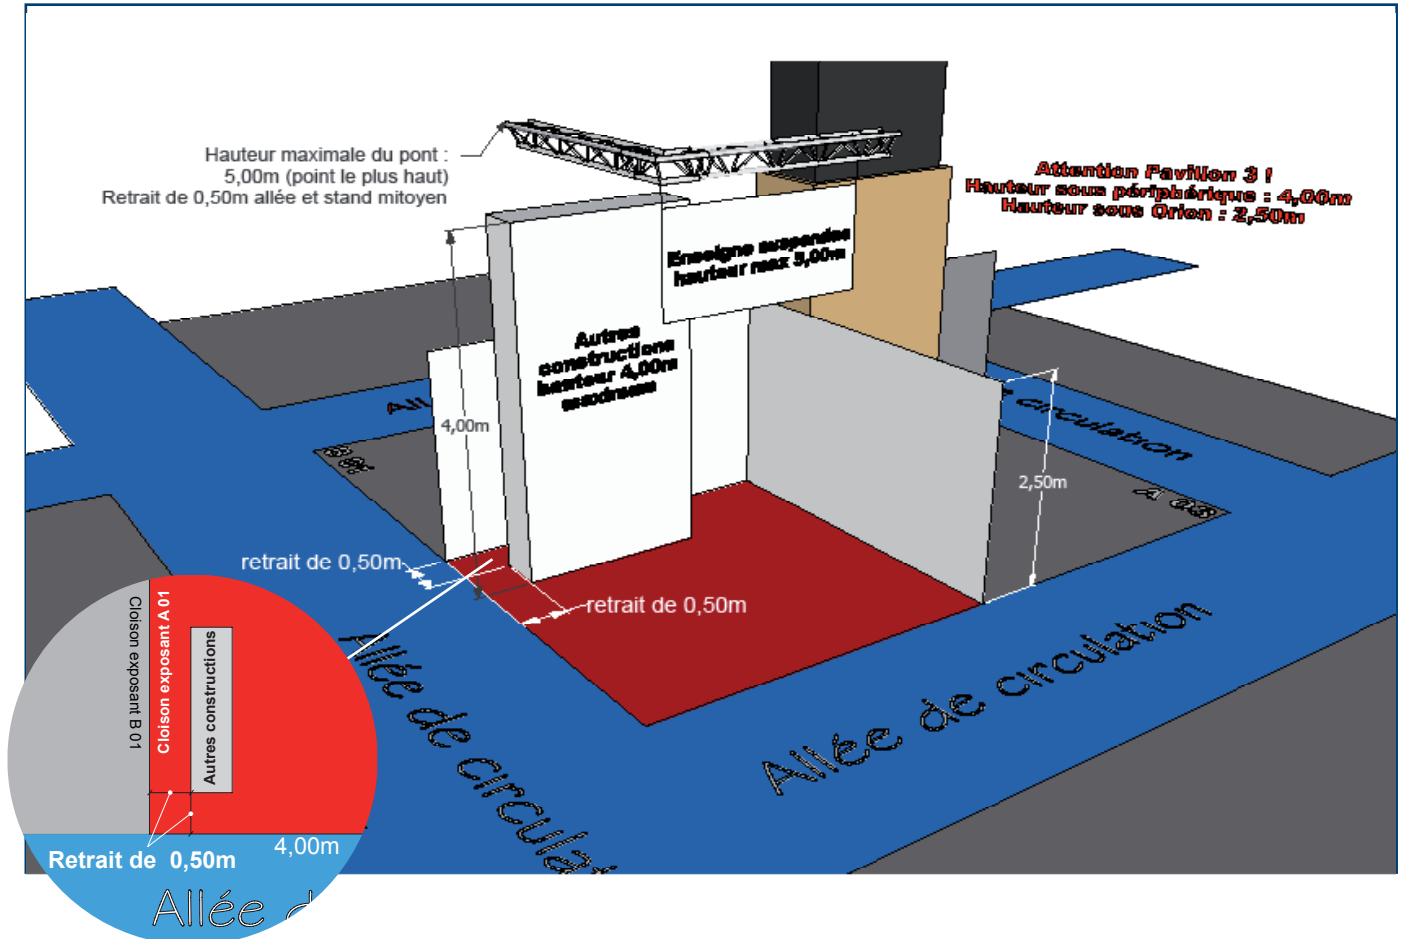 Hauteur maximale du pont :
5,00m (point le plus haut)
Retrait de 0,50m allée et stand mitoyen
Attention Pavillon 3 !
Hauteur sous périphérique : 4,00m
Hauteur sous Orion : 2,50m
Enseigne suspendue
hauteur max 5,00m
Autres
constructions
hauteur 4,00m
maximum
4,00m
2,50m
circulation
A 03
retrait de 0,50m
retrait de 0,50m
Allée de circulation
Allée de circulat
Cloison exposant B 01
Cloison exposant A 01
Autres constructions
Retrait de 0,50m
4,00m
Allée d